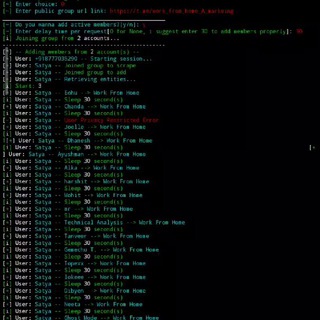 [~] Enter choice: 0
[~] Enter public group url link: https://t.me/work_from_home_
[~] Do you wanna add active members?[y/n]:
[~] Enter delay time per request[0 for None, I suggest enter 30 to add members properly]: 30
[i] Joining group from 2 accounts...
-- Adding members from 2 account(s) --
User: +918777035290 -- Starting session...
User: Satya -- Joined group to scrape
User: Satya -- Joined group to add
User: Satya -- Retrieving entities...
Start: 3
User: Satya -- --> Work From Home
User: Satya -- Sleep 30 second(s)
User: Satya -- Chanda --> Work From Home
User: Satya -- Sleep 30 second(s)
User: Satya -- User Privacy Restricted Error
User: Satya -- --> Work From Home
User: Satya -- Sleep 30 second(s)
User: Satya -- Dhanesh --> Work From Home
User: Satya -- Sleep 30 second(s)
User: Satya -- Ayushman --> Work From Home
User: Satya -- Sleep 30 second(s)
User: Satya -- Alka --> Work From Home
User: Satya -- Sleep 30 second(s)
User: Satya -- harshit --> Work From Home
User: Satya -- Sleep 30 second(s)
User: Satya -- Mohit --> Work From Home
User: Satya -- Sleep 30 second(s)
User: Satya -- ar --> Work From Home
User: Satya -- Sleep 30 second(s)
User: Satya -- Technical Analysis --> Work From Home
User: Satya -- Sleep 30 second(s)
User: Satya -- Tanveer --> Work From Home
User: Satya -- Sleep 30 second(s)
User: Satya -- Gemechu T. --> Work From Home
User: Satya -- Sleep 30 second(s)
User: Satya -- --> Work From Home
User: Satya -- Sleep 30 second(s)
User: Satya -- --> Work From Home
User: Satya -- Sleep 30 second(s)
User: Satya -- --> Work From Home
User: Satya -- Sleep 30 second(s)
User: Satya -- Neeta --> Work From Home
User: Satya -- Sleep 30 second(s)
User: Satya -- Ghost Rider --> Work From Home